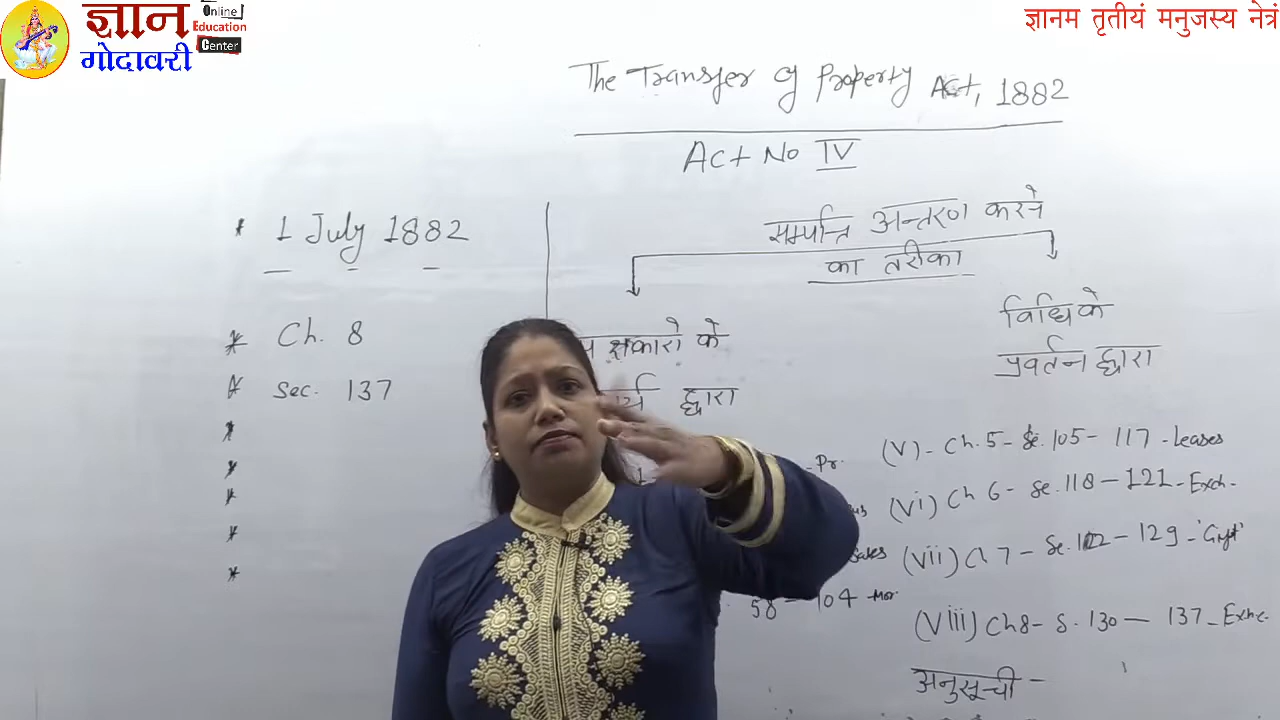 ज्ञान
गोदावरी
Online
Education
Center
ज्ञानम तृतीयं मनुजस्य नेत्रं
The Transfer of Property Act, 1882
Act No IV
* 1 July 1882
* Ch. 8
* Sec. 137
*
*
*
*
*
सम्पत्ति अन्तरण करने
का तरीका
कारो के
द्वारा
विधि के
प्रवर्तन द्वारा
- Pr.
58 - 104 - Mor.
(V) - Ch. 5 - Se. 105 - 117 - Leases
(Vi) Ch 6 - Se. 118 - 121 - Exch.
(Vii) Ch 7 - Se. 122 - 129 - 'Gift'
(Viii) Ch8 - S. 130 — 137 -
अनुसूची -